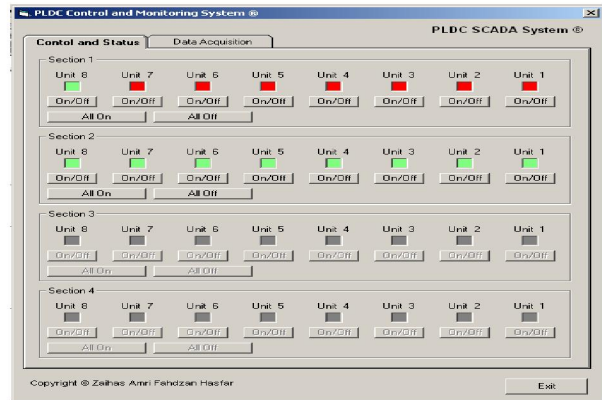 PLDC Control and Monitoring System ®
PLDC SCADA System ®
Contol and Status Data Acquisition
Section 1
Unit 8 Unit 7 Unit 6 Unit 5 Unit 4 Unit 3 Unit 2 Unit 1
On/Off On/Off On/Off On/Off On/Off On/Off On/Off On/Off
All On All Off
Section 2
Unit 8 Unit 7 Unit 6 Unit 5 Unit 4 Unit 3 Unit 2 Unit 1
On/Off On/Off On/Off On/Off On/Off On/Off On/Off On/Off
All On All Off
Section 3
Unit 8 Unit 7 Unit 6 Unit 5 Unit 4 Unit 3 Unit 2 Unit 1
On/Off On/Off On/Off On/Off On/Off On/Off On/Off On/Off
All On All Off
Section 4
Unit 8 Unit 7 Unit 6 Unit 5 Unit 4 Unit 3 Unit 2 Unit 1
On/Off On/Off On/Off On/Off On/Off On/Off On/Off On/Off
All On All Off
Copyright ® Zaihas Amri Fahdzan Hasfar
Exit